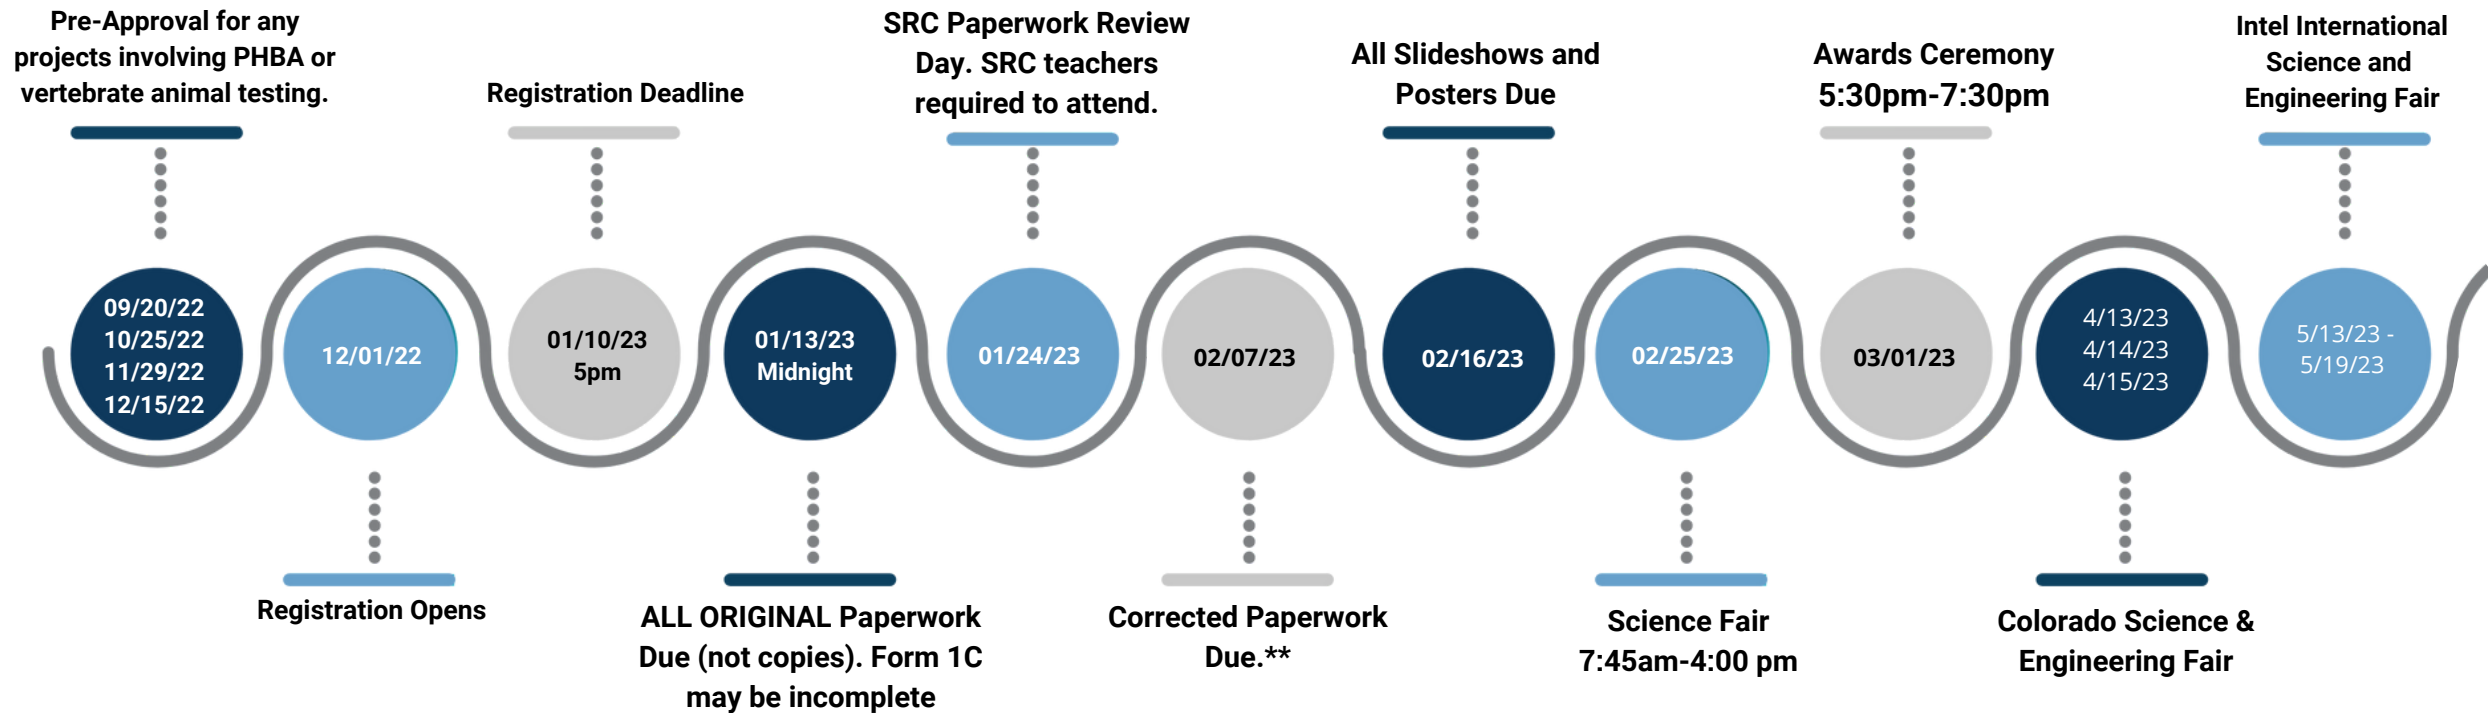 Pre-Approval for any
projects involving PHBA or
vertebrate animal testing.
09/20/22
10/25/22
11/29/22
12/15/22
12/01/22
Registration Opens
Registration Deadline
01/10/23
5pm
01/13/23
Midnight
ALL ORIGINAL Paperwork
Due (not copies). Form 1C
may be incomplete
SRC Paperwork Review
Day. SRC teachers
required to attend.
01/24/23
02/07/23
Corrected Paperwork
Due.**
All Slideshows and
Posters Due
02/16/23
02/25/23
Science Fair
7:45am-4:00 pm
Awards Ceremony
5:30pm-7:30pm
03/01/23
4/13/23
4/14/23
4/15/23
Colorado Science &
Engineering Fair
Intel International
Science and
Engineering Fair
5/13/23 -
5/19/23